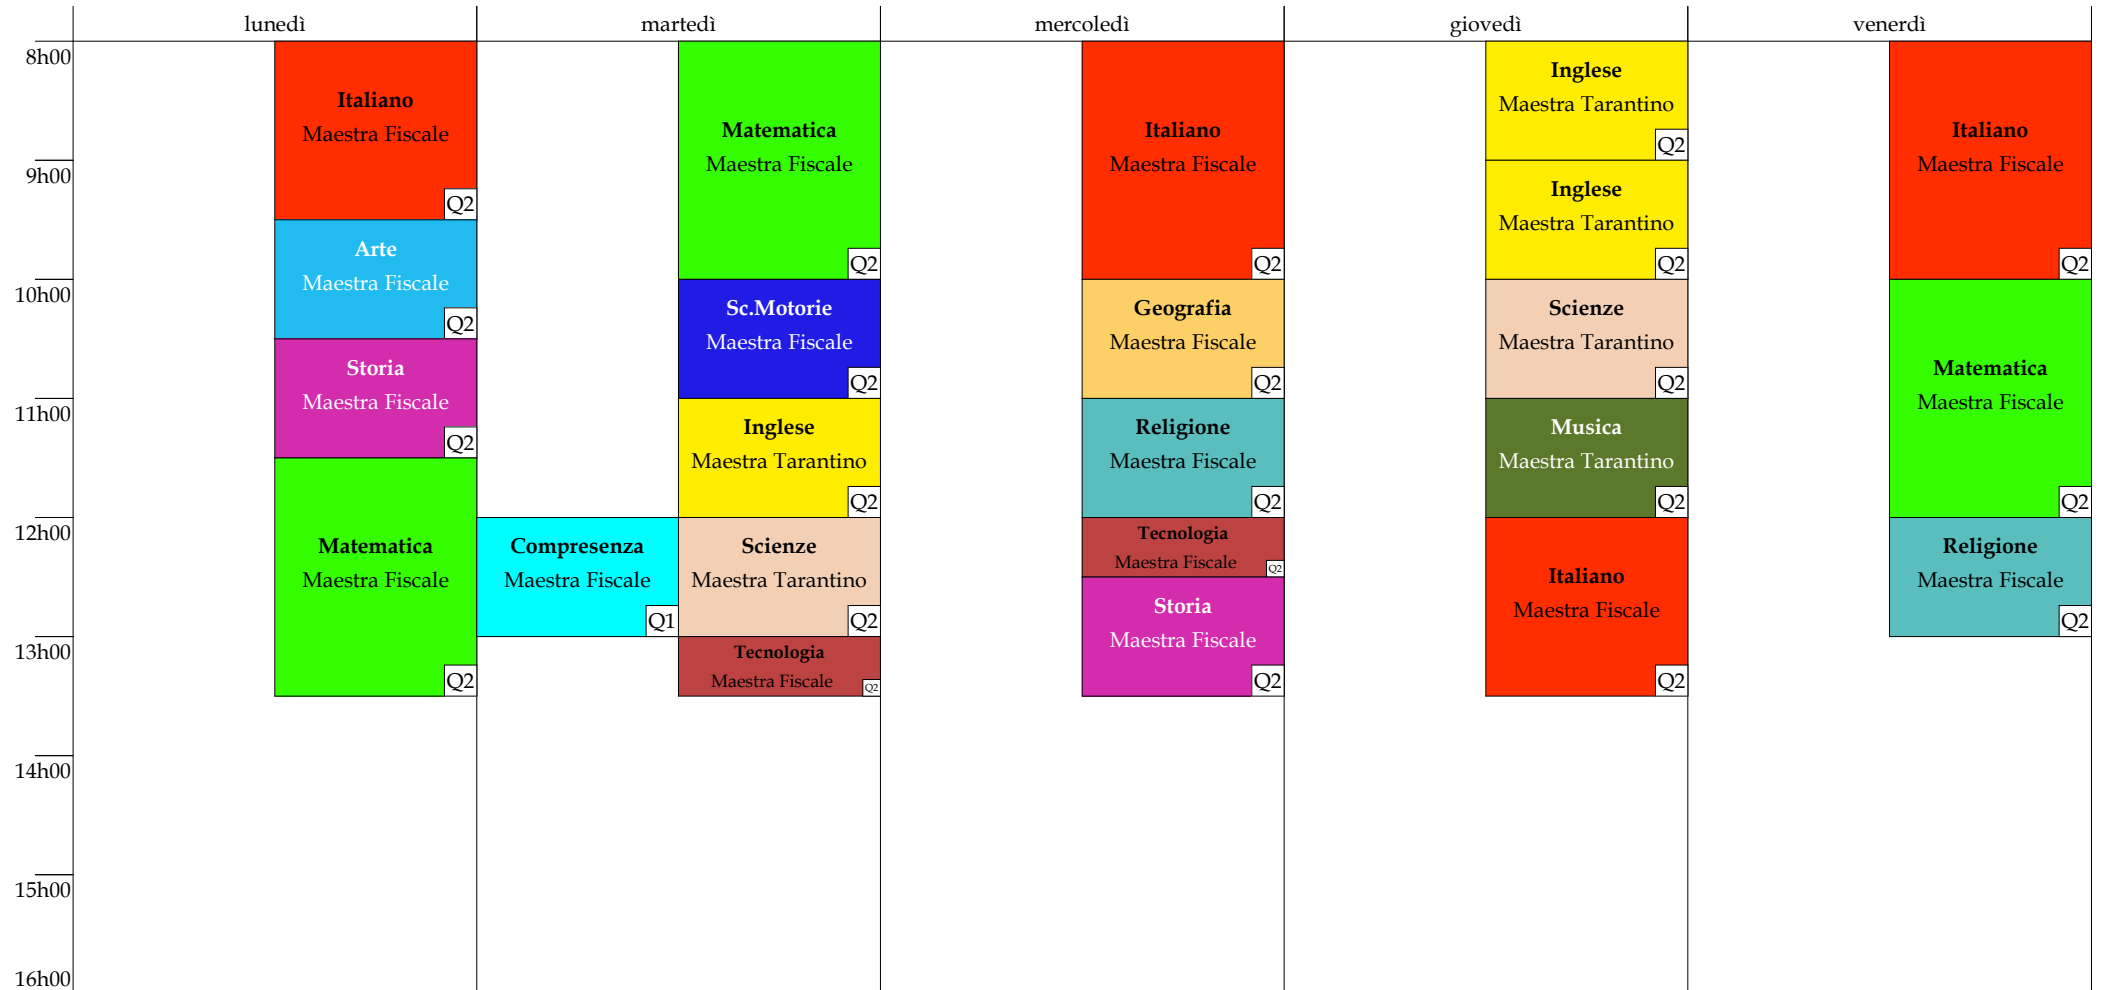 lunedì
martedì
mercoledì
giovedì
venerdì
8h00
9h00
10h00
11h00
12h00
13h00
14h00
15h00
16h00
Italiano
Maestra Fiscale
Q2
Arte
Maestra Fiscale
Q2
Storia
Maestra Fiscale
Q2
Matematica
Maestra Fiscale
Q2
Compresenza
Maestra Fiscale
Q1
Matematica
Maestra Fiscale
Q2
Sc.Motorie
Maestra Fiscale
Q2
Inglese
Maestra Tarantino
Q2
Scienze
Maestra Tarantino
Q2
Tecnologia
Maestra Fiscale
Q2
Italiano
Maestra Fiscale
Q2
Geografia
Maestra Fiscale
Q2
Religione
Maestra Fiscale
Q2
Tecnologia
Maestra Fiscale
Q2
Storia
Maestra Fiscale
Q2
Inglese
Maestra Tarantino
Q2
Inglese
Maestra Tarantino
Q2
Scienze
Maestra Tarantino
Q2
Musica
Maestra Tarantino
Q2
Italiano
Maestra Fiscale
Q2
Italiano
Maestra Fiscale
Q2
Matematica
Maestra Fiscale
Q2
Religione
Maestra Fiscale
Q2